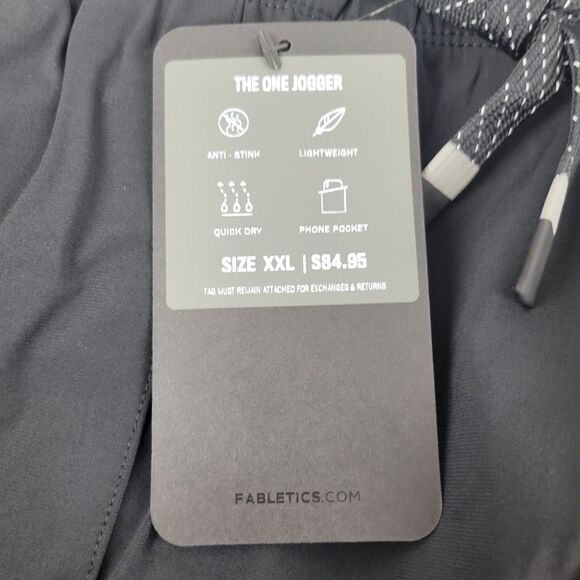 THE ONE JOGGER
ANTI - STINK
LIGHTWEIGHT
QUICK DRY
PHONE POCKET
SIZE XXL | $84.95
TAG MUST REMAIN ATTACHED FOR EXCHANGES & RETURNS
FABLETICS.COM